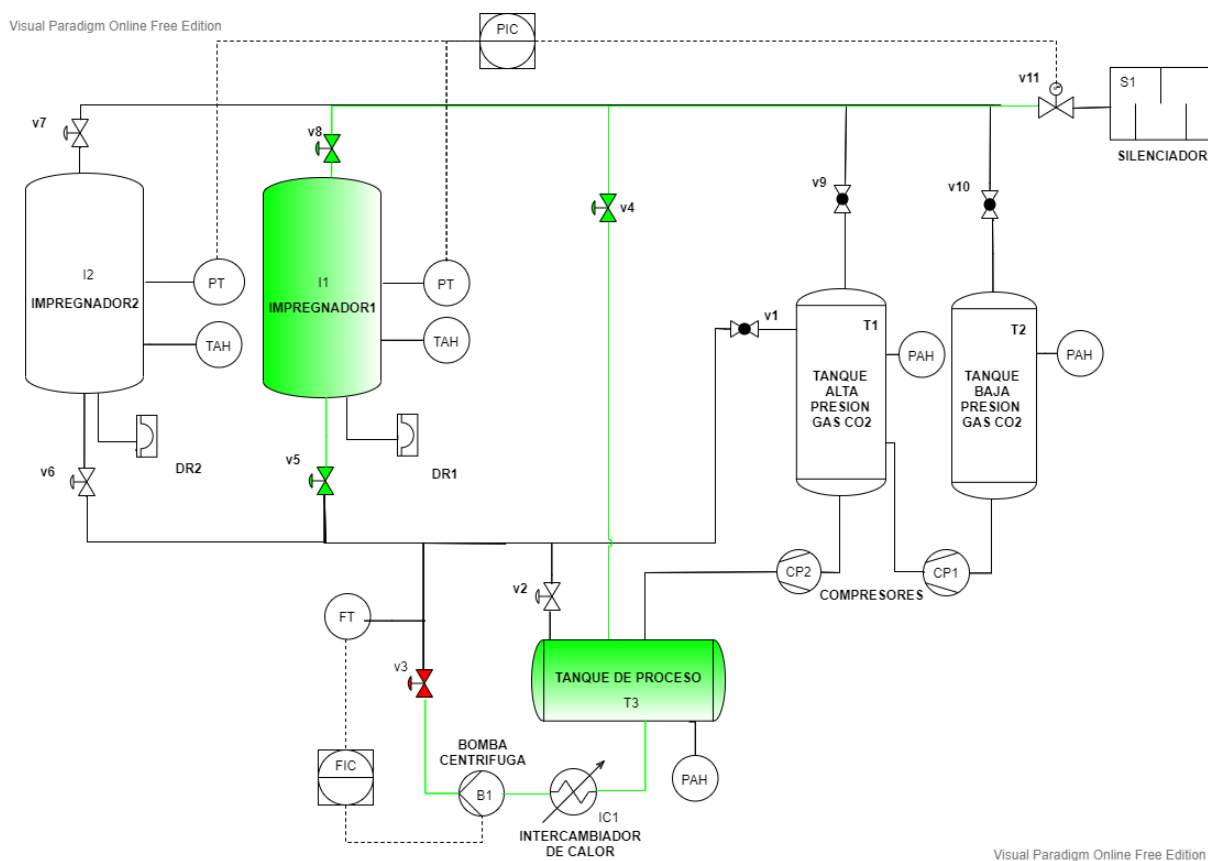 Visual Paradigm Online Free Edition
PIC
v11
S1
SILENCIADOR
v7
v8
v9
v10
v4
I2
IMPREGNADOR2
PT
I1
IMPREGNADOR1
PT
TAH
TAH
v1
T1
TANQUE
ALTA
PRESION
GAS CO2
PAH
T2
TANQUE
BAJA
PRESION
GAS CO2
PAH
DR2
DR1
v6
v5
v2
CP2
CP1
COMPRESORES
FT
v3
TANQUE DE PROCESO
T3
BOMBA
CENTRIFUGA
FIC
B1
IC1
INTERCAMBIADOR
DE CALOR
PAH
Visual Paradigm Online Free Edition